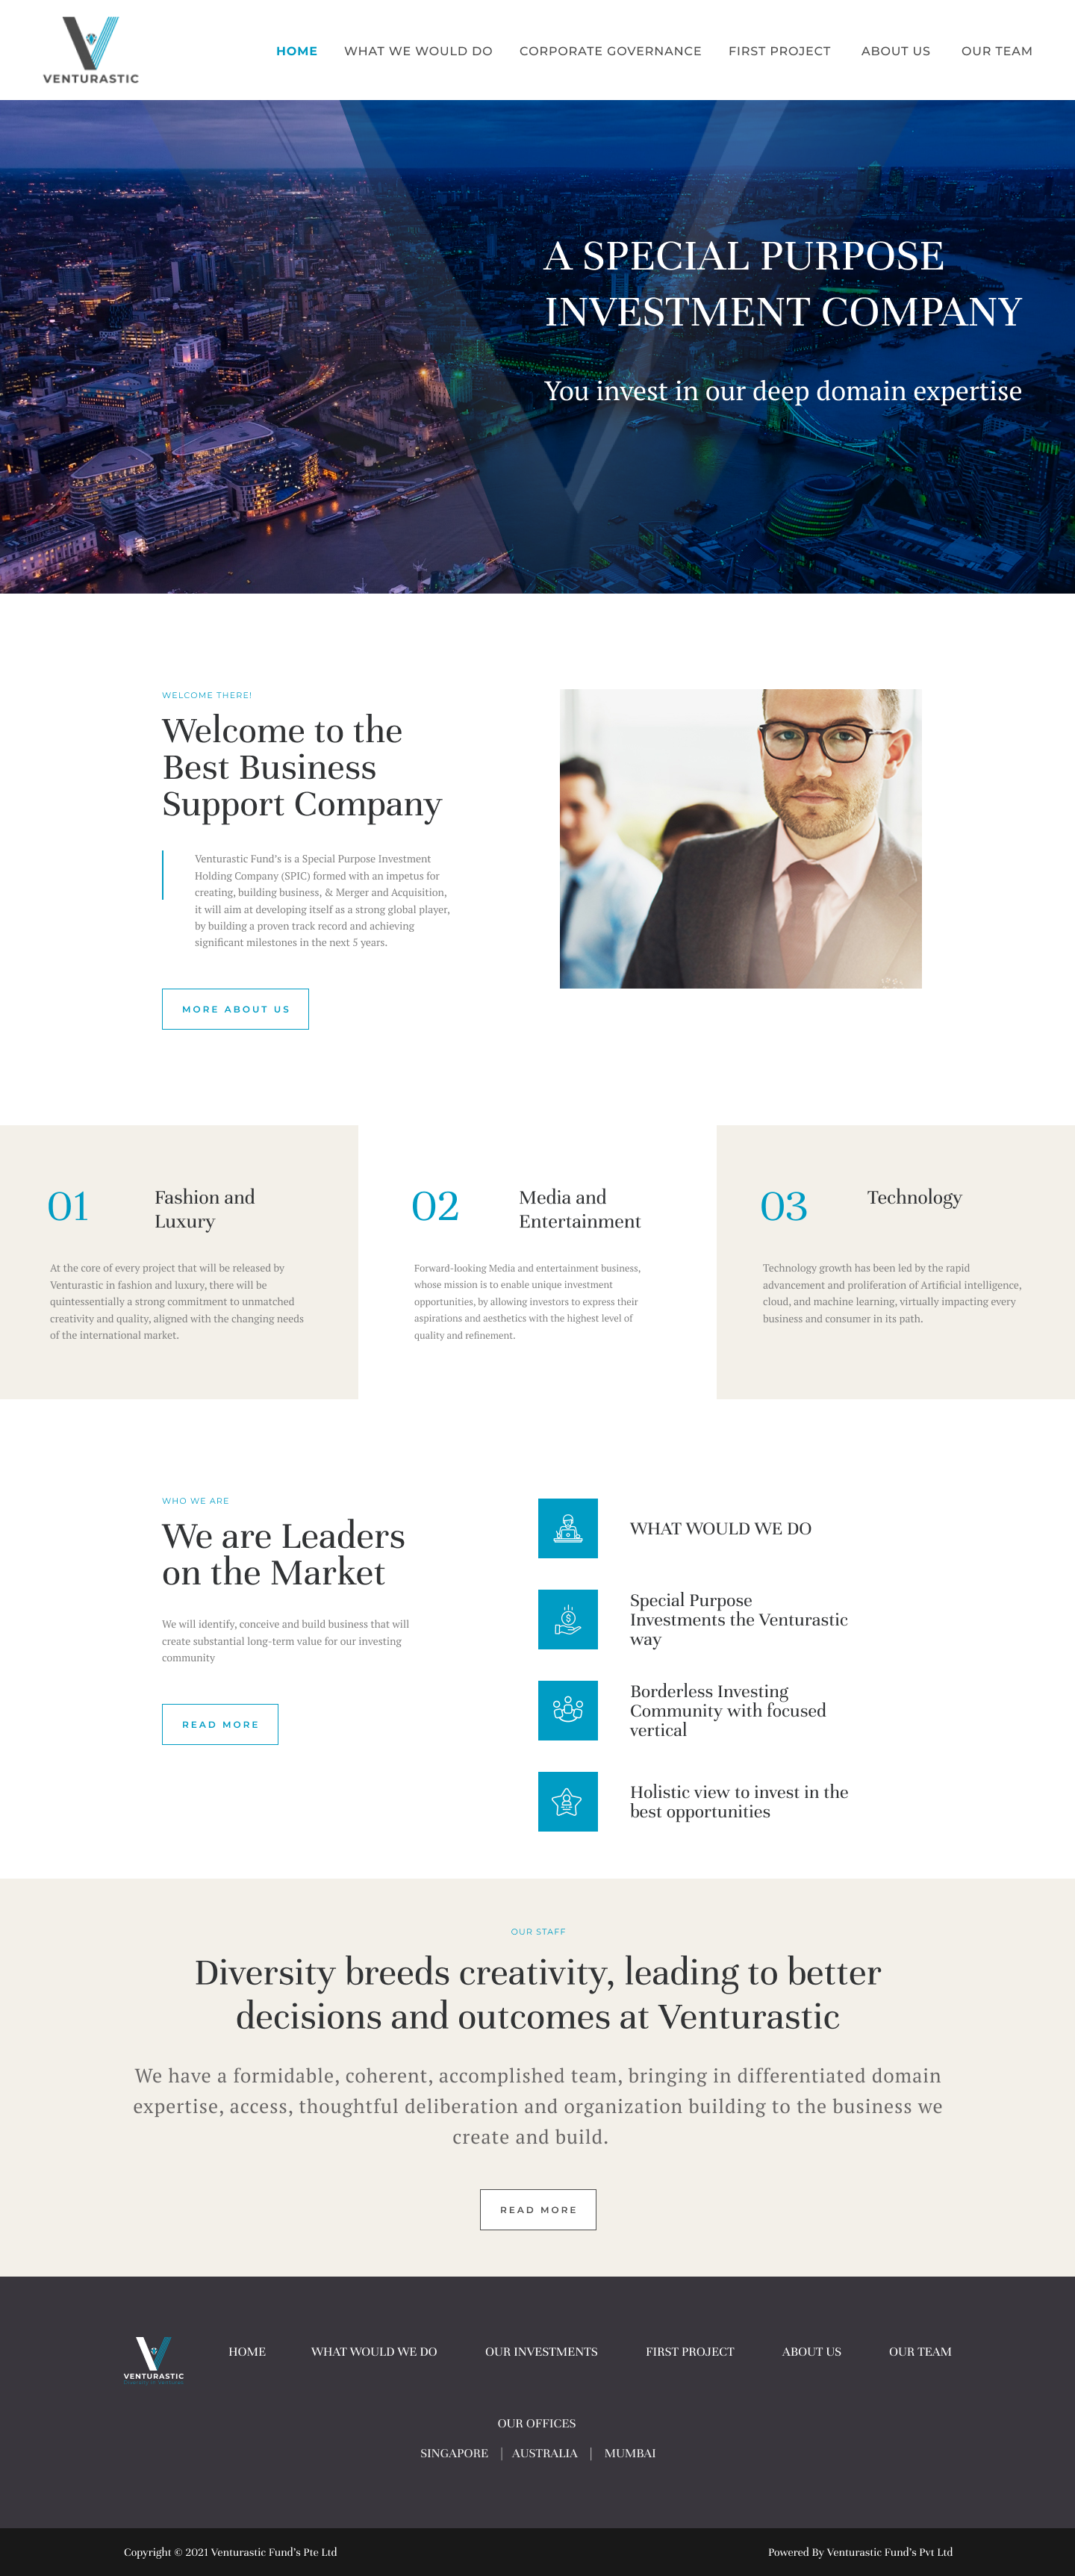 VENTURASTIC
HOME WHAT WE WOULD DO CORPORATE GOVERNANCE FIRST PROJECT ABOUT US OUR TEAM
A SPECIAL PURPOSE
INVESTMENT COMPANY
You invest in our deep domain expertise
WELCOME THERE!
Welcome to the
Best Business
Support Company
Venturastic Fund's is a Special Purpose Investment
Holding Company (SPIC) formed with an impetus for
creating, building business, & Merger and Acquisition,
it will aim at developing itself as a strong global player,
by building a proven track record and achieving
significant milestones in the next 5 years.
MORE ABOUT US
01
Fashion and
Luxury
At the core of every project that will be released by
Venturastic in fashion and luxury, there will be
quintessentially a strong commitment to unmatched
creativity and quality, aligned with the changing needs
of the international market.
02
Media and
Entertainment
Forward-looking Media and entertainment business,
whose mission is to enable unique investment
opportunities, by allowing investors to express their
aspirations and aesthetics with the highest level of
quality and refinement.
03
Technology
Technology growth has been led by the rapid
advancement and proliferation of Artificial intelligence,
cloud, and machine learning, virtually impacting every
business and consumer in its path.
WHO WE ARE
We are Leaders
on the Market
We will identify, conceive and build business that will
create substantial long-term value for our investing
community
READ MORE
WHAT WOULD WE DO
Special Purpose
Investments the Venturastic
way
Borderless Investing
Community with focused
vertical
Holistic view to invest in the
best opportunities
OUR STAFF
Diversity breeds creativity, leading to better
decisions and outcomes at Venturastic
We have a formidable, coherent, accomplished team, bringing in differentiated domain
expertise, access, thoughtful deliberation and organization building to the business we
create and build.
READ MORE
VENTURASTIC
HOME WHAT WOULD WE DO OUR INVESTMENTS FIRST PROJECT ABOUT US OUR TEAM
OUR OFFICES
SINGAPORE | AUSTRALIA | MUMBAI
Copyright © 2021 Venturastic Fund's Pte Ltd
Powered By Venturastic Fund's Pvt Ltd